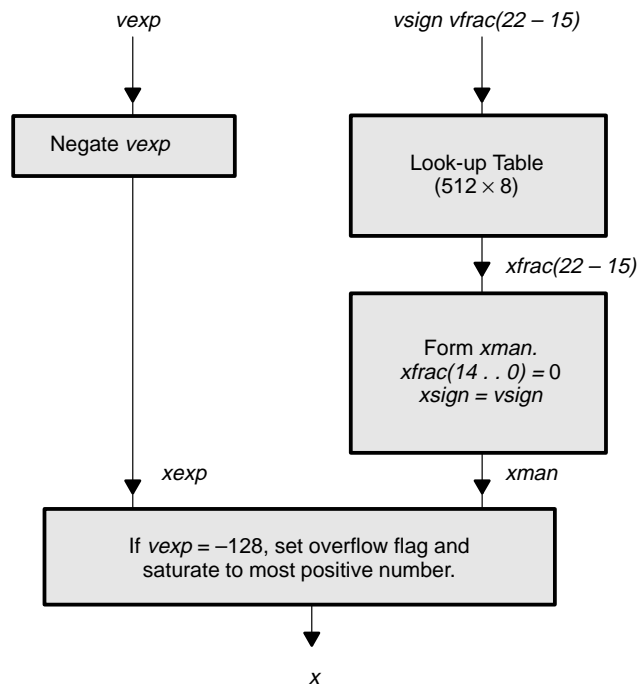 vexp
vsign vfrac(22 – 15)
Negate vexp
Look-up Table
(512 × 8)
xfrac(22 – 15)
Form xman.
xfrac(14 . . 0) = 0
xsign = vsign
xexp
xman
If vexp = –128, set overflow flag and
saturate to most positive number.
x